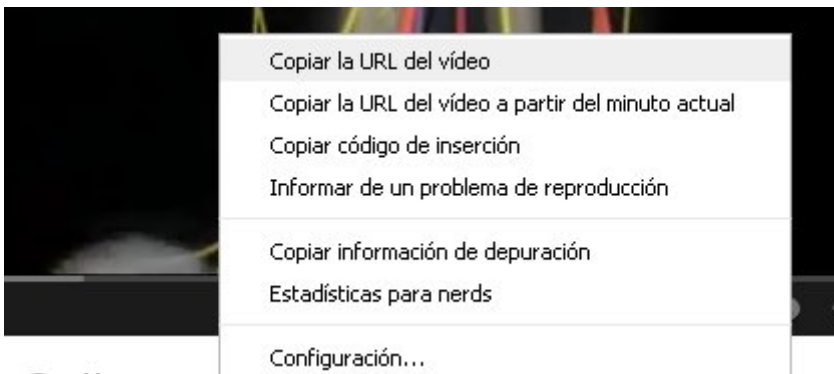 Copiar la URL del vídeo
Copiar la URL del vídeo a partir del minuto actual
Copiar código de inserción
Informar de un problema de reproducción
Copiar información de depuración
Estadísticas para nerds
Configuración...